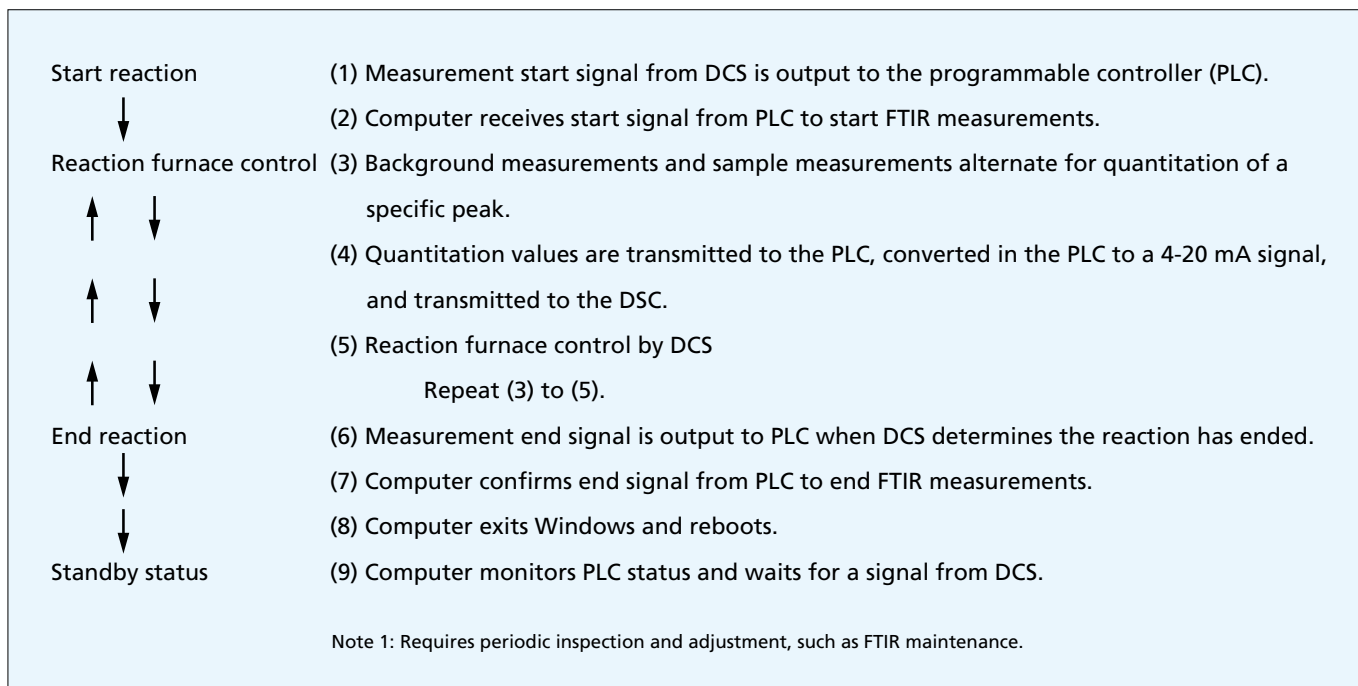 Start reaction (1) Measurement start signal from DCS is output to the programmable controller (PLC).
(2) Computer receives start signal from PLC to start FTIR measurements.
Reaction furnace control (3) Background measurements and sample measurements alternate for quantitation of a
specific peak.
(4) Quantitation values are transmitted to the PLC, converted in the PLC to a 4-20 mA signal,
and transmitted to the DSC.
(5) Reaction furnace control by DCS
Repeat (3) to (5).
End reaction (6) Measurement end signal is output to PLC when DCS determines the reaction has ended.
(7) Computer confirms end signal from PLC to end FTIR measurements.
(8) Computer exits Windows and reboots.
Standby status (9) Computer monitors PLC status and waits for a signal from DCS.
Note 1: Requires periodic inspection and adjustment, such as FTIR maintenance.